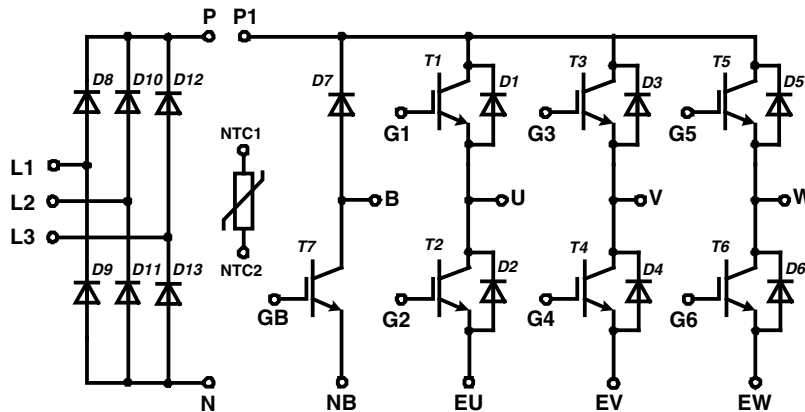 P P1
D8 D10 D12 D7 T1 D1 T3 D3 T5 D5
G1 G3 G5
NTC1
L1
L2 B U V W
L3
NTC2
D9 D11 D13 T7 T2 D2 T4 D4 T6 D6
GB G2 G4 G6
N NB EU EV EW